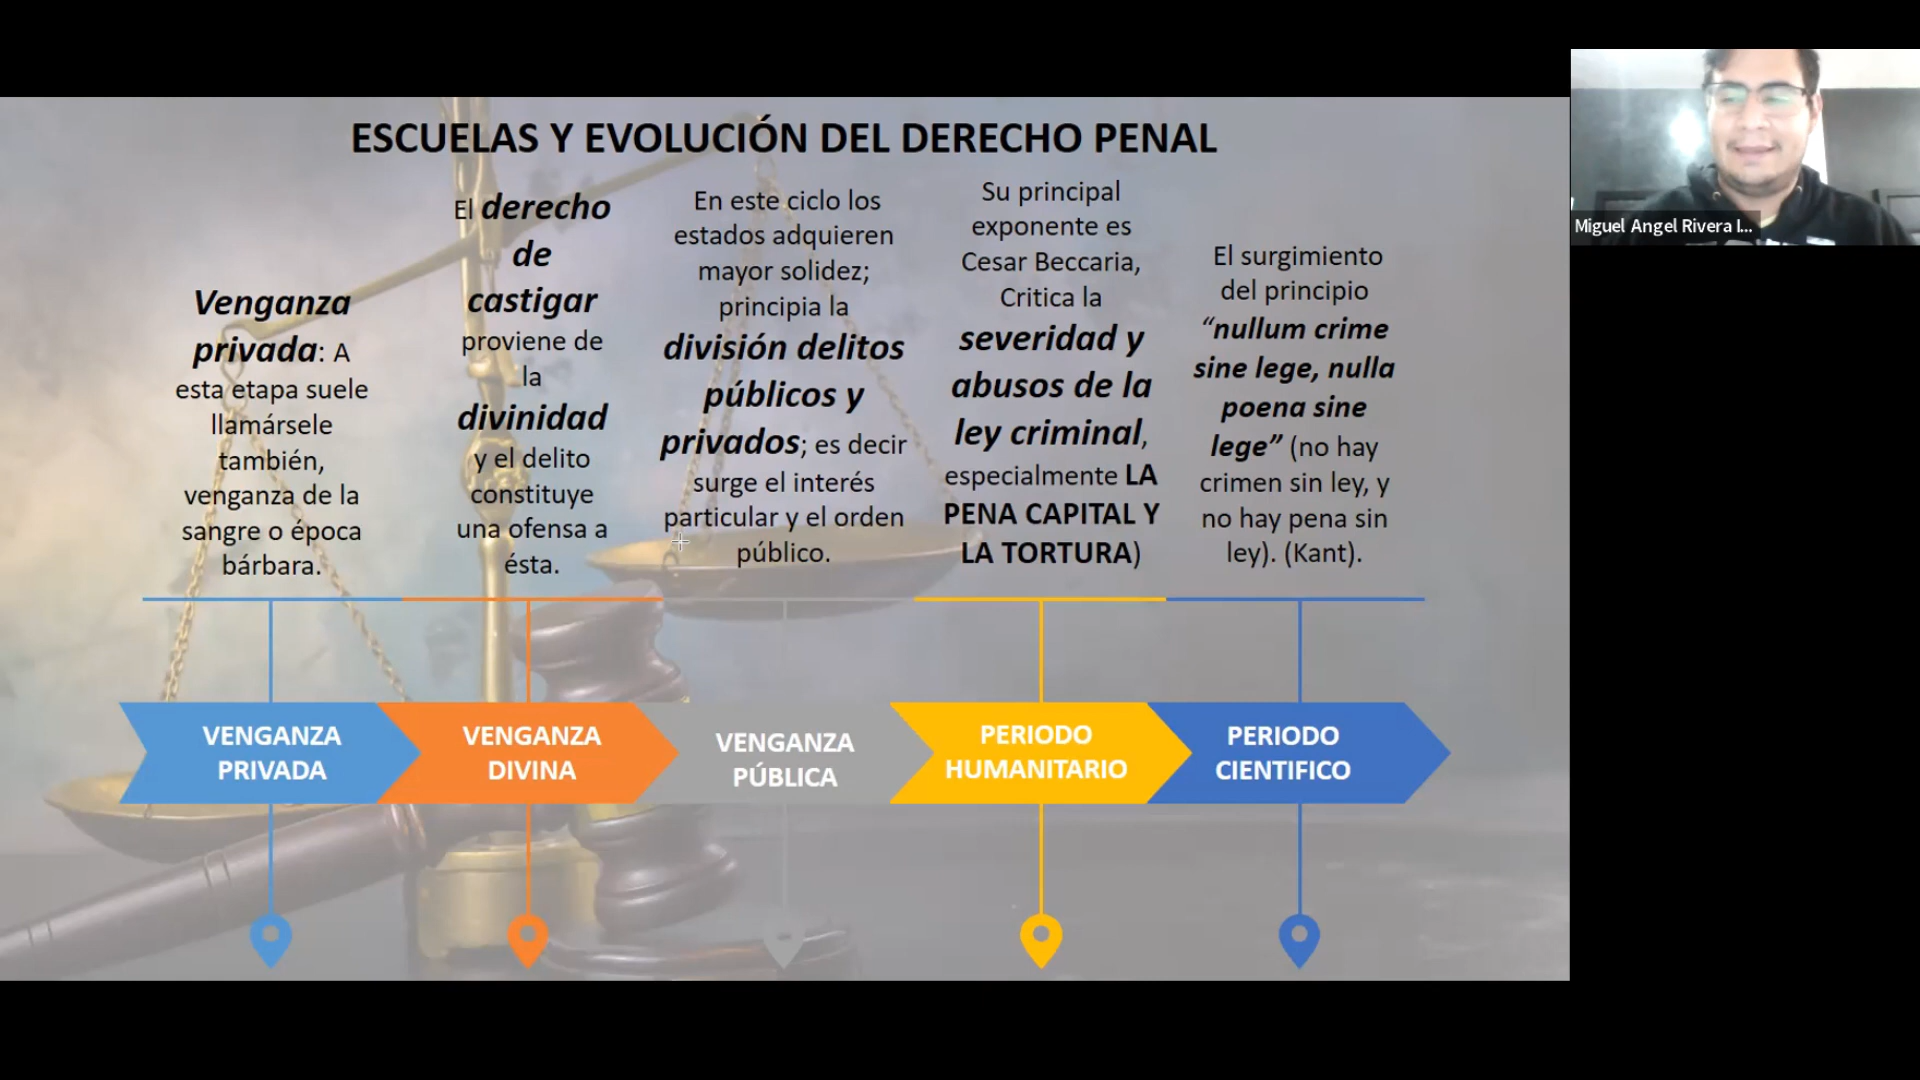 ESCUELAS Y EVOLUCIÓN DEL DERECHO PENAL
Venganza
privada: A
esta etapa suele
llamársele
también,
venganza de la
sangre o época
bárbara.
El derecho
de
castigar
proviene de
la
divinidad
y el delito
constituye
una ofensa a
ésta.
En este ciclo los
estados adquieren
mayor solidez;
principia la
división delitos
públicos y
privados; es decir
surge el interés
particular y el orden
público.
Su principal
exponente es
Cesar Beccaria,
Critica la
severidad y
abusos de la
ley criminal,
especialmente LA
PENA CAPITAL Y
LA TORTURA)
El surgimiento
del principio
“nullum crime
sine lege, nulla
poena sine
lege” (no hay
crimen sin ley, y
no hay pena sin
ley). (Kant).
VENGANZA
PRIVADA
VENGANZA
DIVINA
VENGANZA
PÚBLICA
PERIODO
HUMANITARIO
PERIODO
CIENTIFICO
Miguel Angel Rivera I...